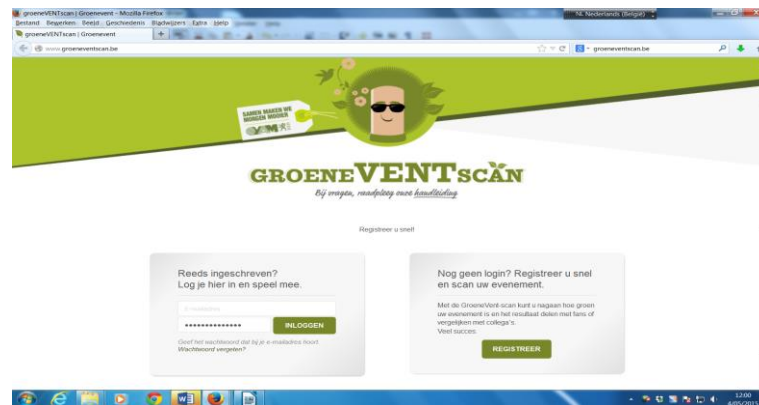 groeneVENTscan | Groenevent - Mozilla Firefox
NL Nederlands (België)
Bestand Bewerken Beeld Geschiedenis Bladwijzers Extra Help
groeneVENTscan | Groenevent
www.groeneventscan.be
groeneventscan.be
SAMEN MAKEN WE
MORGEN MOOIER
OVAM
GROENEVENTSCAN
Bij vragen, raadpleeg onze handleiding
Registreer u snel!
Reeds ingeschreven?
Log je hier in en speel mee.
E-mailadres
INLOGGEN
Geef het wachtwoord dat bij je e-mailadres hoort.
Wachtwoord vergeten?
Nog geen login? Registreer u snel
en scan uw evenement.
Met de GroeneVent-scan kunt u nagaan hoe groen
uw evenement is en het resultaat delen met fans of
vergelijken met collega's.
Veel succes
REGISTREER
12:00
4/05/2015